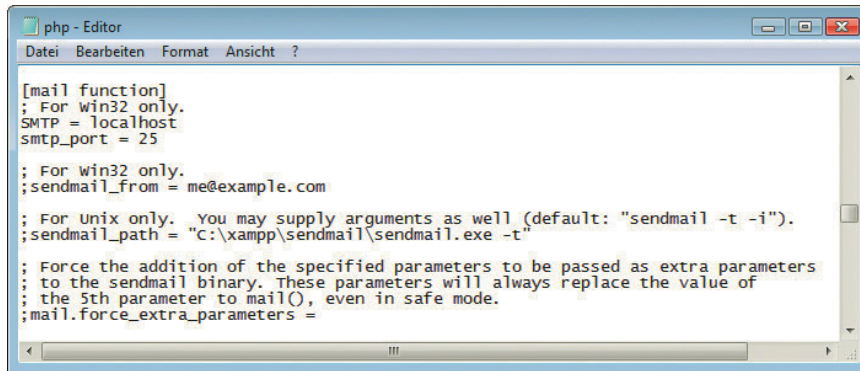 php - Editor
Datei Bearbeiten Format Ansicht ?
[mail function]
; For Win32 only.
SMTP = localhost
smtp_port = 25
; For Win32 only.
;sendmail_from = me@example.com
; For Unix only.  You may supply arguments as well (default: "sendmail -t -i").
;sendmail_path = "C:\xampp\sendmail\sendmail.exe -t"
; Force the addition of the specified parameters to be passed as extra parameters
; to the sendmail binary. These parameters will always replace the value of
; the 5th parameter to mail(), even in safe mode.
;mail.force_extra_parameters =